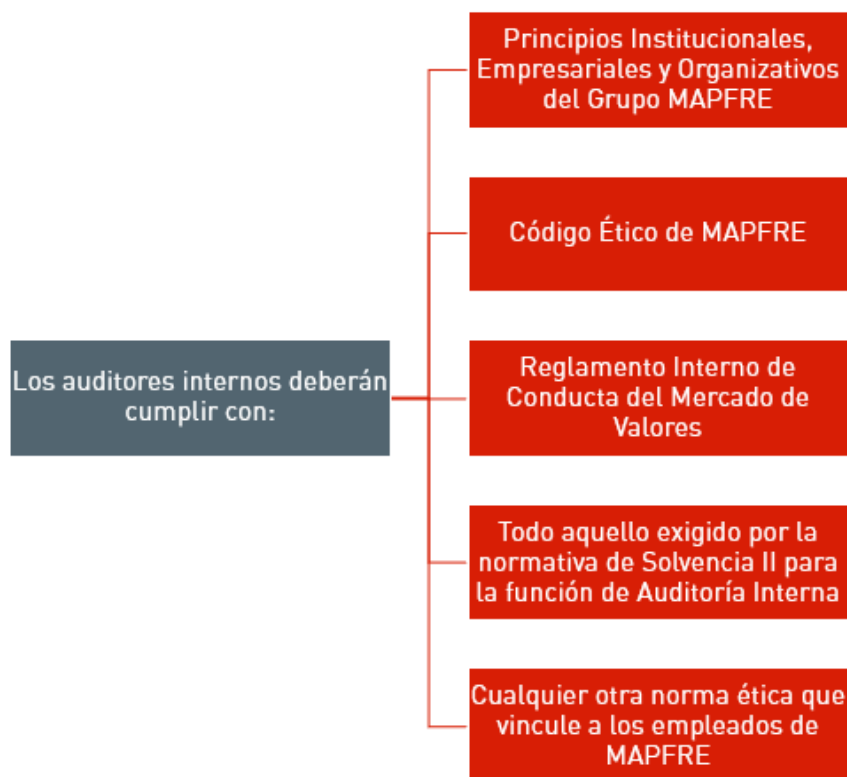 Principios Institucionales,
Empresariales y Organizativos
del Grupo MAPFRE
Código Ético de MAPFRE
Los auditores internos deberán
cumplir con:
Reglamento Interno de
Conducta del Mercado de
Valores
Todo aquello exigido por la
normativa de Solvencia II para
la función de Auditoría Interna
Cualquier otra norma ética que
vincule a los empleados de
MAPFRE